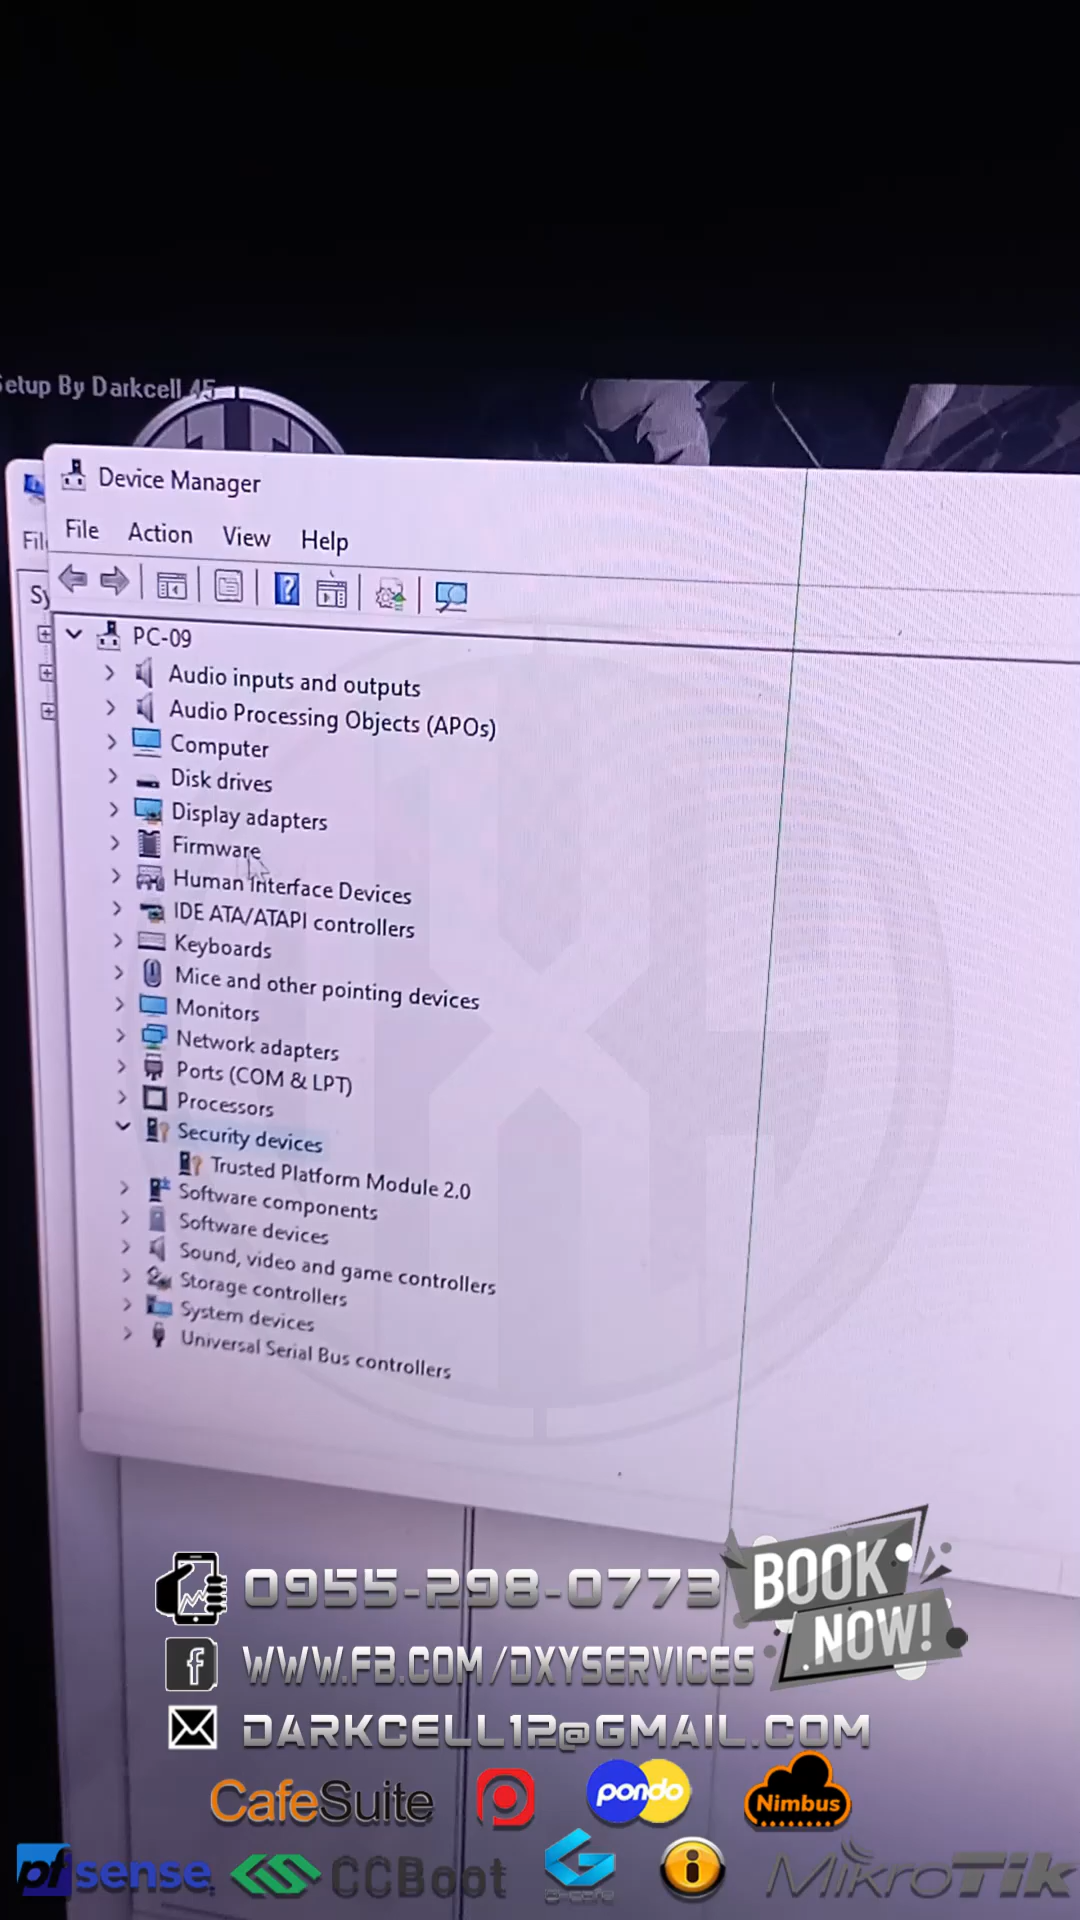 Setup By Darkcell 45
Device Manager
File Action View Help
PC-09
Audio inputs and outputs
Audio Processing Objects (APOs)
Computer
Disk drives
Display adapters
Firmware
Human Interface Devices
IDE ATA/ATAPI controllers
Keyboards
Mice and other pointing devices
Monitors
Network adapters
Ports (COM & LPT)
Processors
Security devices
Trusted Platform Module 2.0
Software components
Software devices
Sound, video and game controllers
Storage controllers
System devices
Universal Serial Bus controllers
0955-298-0773
BOOK NOW!
WWW.FB.COM/DXYSERVICES
DARKCELL12@GMAIL.COM
CafeSuite pondo Nimbus
pfsense CCBoot MikroTik